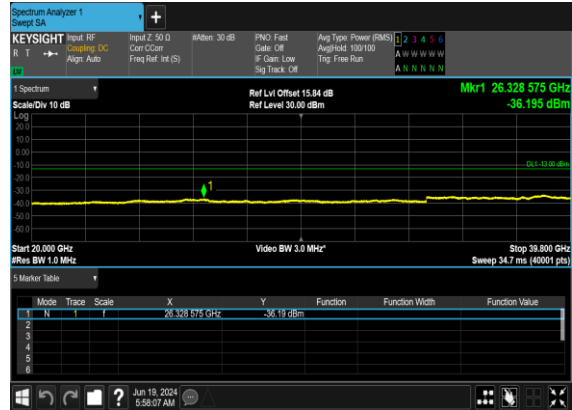 Spectrum Analyzer 1
Swept SA
+
KEYSIGHT Input: RF Input Z: 50 Ω #Atten: 30 dB PNO: Fast Avg Type: Power (RMS) 1 2 3 4 5 6
R T Coupling: DC Corr CCorr Gate: Off Avg|Hold: 100/100 A W W W W W
Align: Auto Freq Ref: Int (S) IF Gain: Low Trig: Free Run
Sig Track: Off A N N N N N
1 Spectrum Ref Lvl Offset 15.84 dB Mkr1 26.328 575 GHz
Scale/Div 10 dB Ref Level 30.00 dBm -36.195 dBm
Log
20.0
10.0
0.00
-10.0 DL1 -13.00 dBm
-20.0
-30.0 1
-40.0
-50.0
-60.0
Start 20.000 GHz Video BW 3.0 MHz* Stop 39.800 GHz
#Res BW 1.0 MHz Sweep 34.7 ms (40001 pts)
5 Marker Table
Mode Trace Scale X Y Function Function Width Function Value
1 N 1 f 26.328 575 GHz -36.19 dBm
2
3
4
5
6
? Jun 19, 2024
5:58:07 AM